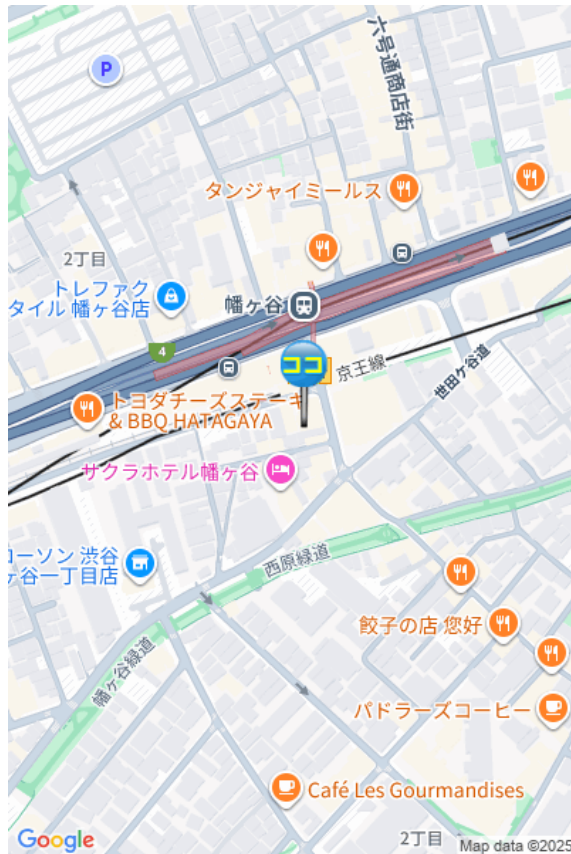 P
六号通商店街
タンジャイミールス
2丁目
トレファク
タイル 幡ヶ谷店
幡ヶ谷
4
ココ
京王線
世田ケ谷道
トヨダチーズステーキ
& BBQ HATAGAYA
サクラホテル幡ヶ谷
ローソン 渋谷
ヶ谷一丁目店
西原緑道
餃子の店 您好
幡ヶ谷緑道
パドラーズコーヒー
Café Les Gourmandises
2丁目
Google
Map data ©2025